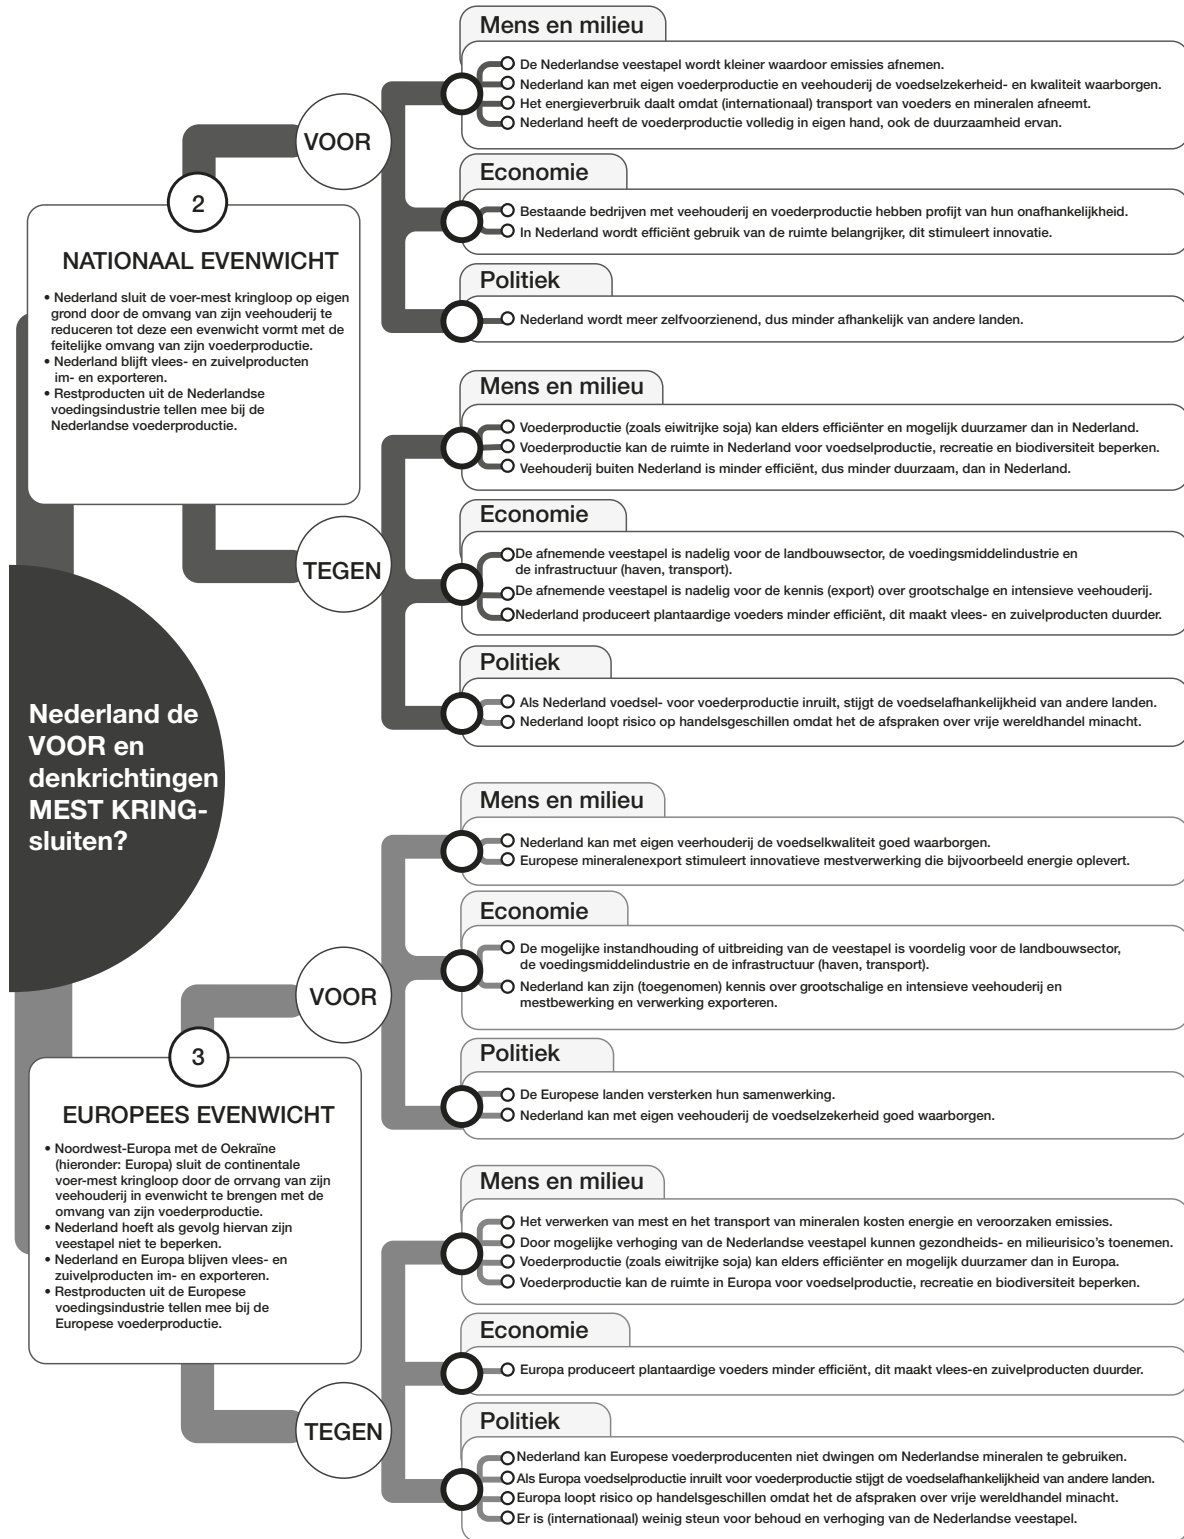 Nederland de
VOOR en
denkrichtingen
MEST KRING-
sluiten?
2
NATIONAAL EVENWICHT
• Nederland sluit de voer-mest kringloop op eigen
grond door de omvang van zijn veehouderij te
reduceren tot deze een evenwicht vormt met de
feitelijke omvang van zijn voederproductie.
• Nederland blijft vlees- en zuivelproducten
im- en exporteren.
• Restproducten uit de Nederlandse
voedingsindustrie tellen mee bij de
Nederlandse voederproductie.
VOOR
Mens en milieu
De Nederlandse veestapel wordt kleiner waardoor emissies afnemen.
Nederland kan met eigen voederproductie en veehouderij de voedselzekerheid- en kwaliteit waarborgen.
Het energieverbruik daalt omdat (internationaal) transport van voeders en mineralen afneemt.
Nederland heeft de voederproductie volledig in eigen hand, ook de duurzaamheid ervan.
Economie
Bestaande bedrijven met veehouderij en voederproductie hebben profijt van hun onafhankelijkheid.
In Nederland wordt efficiënt gebruik van de ruimte belangrijker, dit stimuleert innovatie.
Politiek
Nederland wordt meer zelfvoorzienend, dus minder afhankelijk van andere landen.
TEGEN
Mens en milieu
Voederproductie (zoals eiwitrijke soja) kan elders efficiënter en mogelijk duurzamer dan in Nederland.
Voederproductie kan de ruimte in Nederland voor voedselproductie, recreatie en biodiversiteit beperken.
Veehouderij buiten Nederland is minder efficiënt, dus minder duurzaam, dan in Nederland.
Economie
De afnemende veestapel is nadelig voor de landbouwsector, de voedingsmiddelindustrie en
de infrastructuur (haven, transport).
De afnemende veestapel is nadelig voor de kennis (export) over grootschalge en intensieve veehouderij.
Nederland produceert plantaardige voeders minder efficiënt, dit maakt vlees- en zuivelproducten duurder.
Politiek
Als Nederland voedsel- voor voederproductie inruilt, stijgt de voedselafhankelijkheid van andere landen.
Nederland loopt risico op handelsgeschillen omdat het de afspraken over vrije wereldhandel minacht.
3
EUROPEES EVENWICHT
• Noordwest-Europa met de Oekraïne
(hieronder: Europa) sluit de continentale
voer-mest kringloop door de orrvang van zijn
veehouderij in evenwicht te brengen met de
omvang van zijn voederproductie.
• Nederland hoeft als gevolg hiervan zijn
veestapel niet te beperken.
• Nederland en Europa blijven vlees- en
zuivelproducten im- en exporteren.
• Restproducten uit de Europese
voedingsindustrie tellen mee bij de
Europese voederproductie.
VOOR
Mens en milieu
Nederland kan met eigen veerhouderij de voedselkwaliteit goed waarborgen.
Europese mineralenexport stimuleert innovatieve mestverwerking die bijvoorbeeld energie oplevert.
Economie
De mogelijke instandhouding of uitbreiding van de veestapel is voordelig voor de landbouwsector,
de voedingsmiddelindustrie en de infrastructuur (haven, transport).
Nederland kan zijn (toegenomen) kennis over grootschalige en intensieve veehouderij en
mestbewerking en verwerking exporteren.
Politiek
De Europese landen versterken hun samenwerking.
Nederland kan met eigen veehouderij de voedselzekerheid goed waarborgen.
TEGEN
Mens en milieu
Het verwerken van mest en het transport van mineralen kosten energie en veroorzaken emissies.
Door mogelijke verhoging van de Nederlandse veestapel kunnen gezondheids- en milieurisico's toenemen.
Voederproductie (zoals eiwitrijke soja) kan elders efficiënter en mogelijk duurzamer dan in Europa.
Voederproductie kan de ruimte in Europa voor voedselproductie, recreatie en biodiversiteit beperken.
Economie
Europa produceert plantaardige voeders minder efficiënt, dit maakt vlees-en zuivelproducten duurder.
Politiek
Nederland kan Europese voederproducenten niet dwingen om Nederlandse mineralen te gebruiken.
Als Europa voedselproductie inruilt voor voederproductie stijgt de voedselafhankelijkheid van andere landen.
Europa loopt risico op handelsgeschillen omdat het de afspraken over vrije wereldhandel minacht.
Er is (internationaal) weinig steun voor behoud en verhoging van de Nederlandse veestapel.